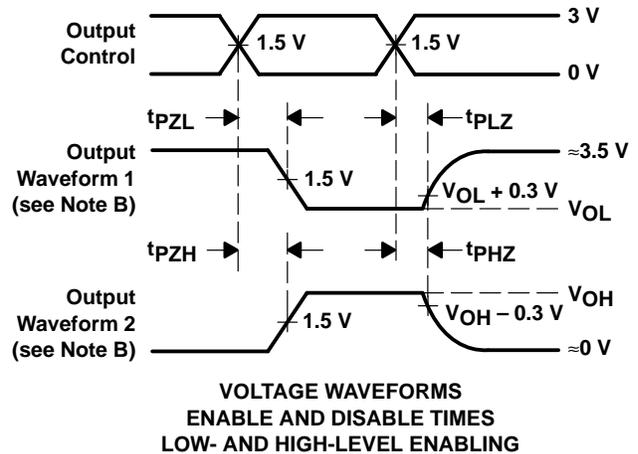 Output
Control
1.5 V
1.5 V
3 V
0 V
tPZL
tPLZ
Output
Waveform 1
(see Note B)
1.5 V
VOL + 0.3 V
≈3.5 V
VOL
tPZH
tPHZ
Output
Waveform 2
(see Note B)
1.5 V
VOH − 0.3 V
VOH
≈0 V
VOLTAGE WAVEFORMS
ENABLE AND DISABLE TIMES
LOW- AND HIGH-LEVEL ENABLING